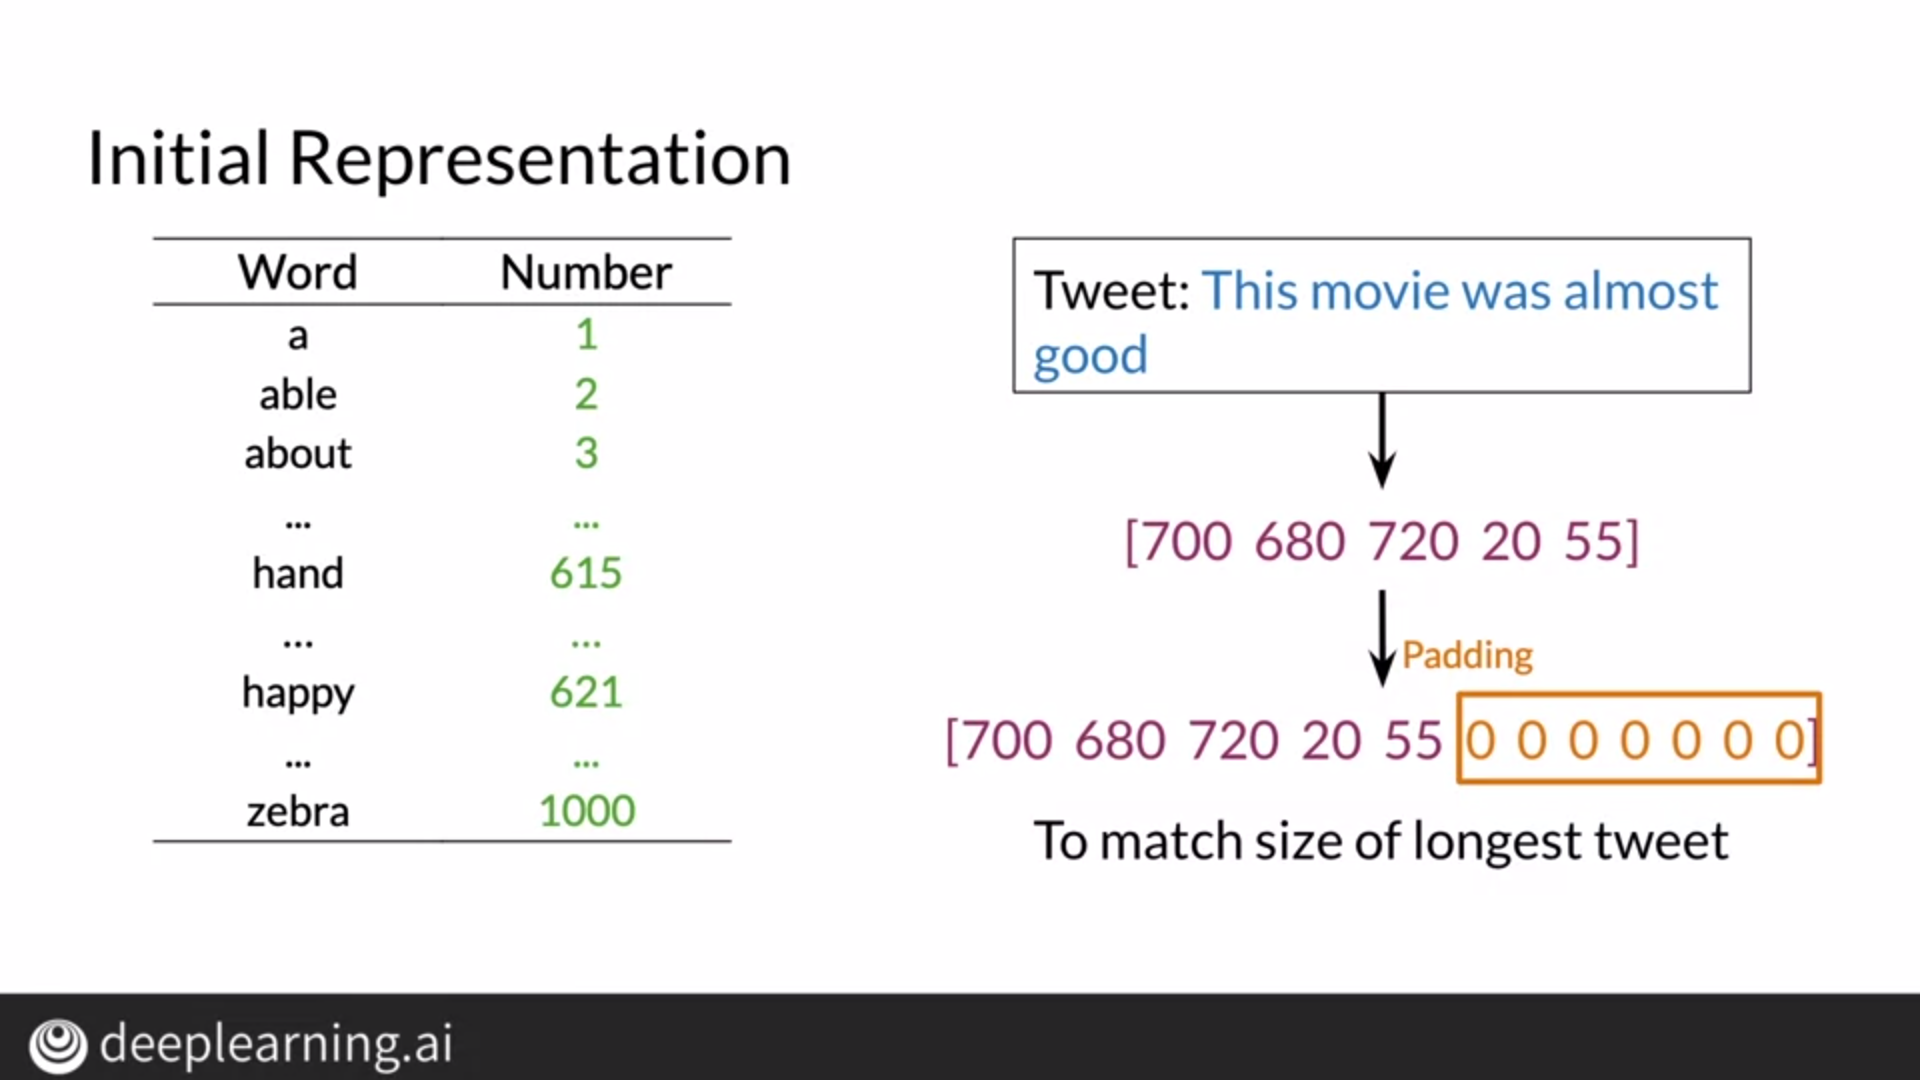 Initial Representation
Word Number
a 1
able 2
about 3
... ...
hand 615
... ...
happy 621
... ...
zebra 1000
Tweet: This movie was almost
good
[700 680 720 20 55]
Padding
[700 680 720 20 55 0 0 0 0 0 0 0]
To match size of longest tweet
deeplearning.ai